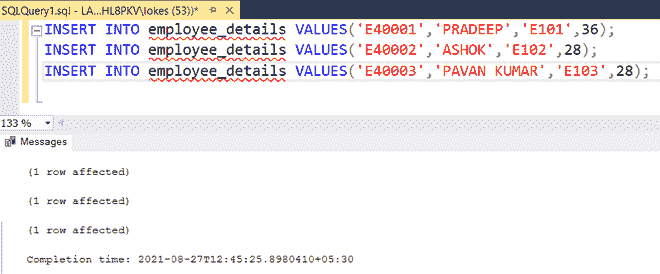 SQLQuery1.sql - LA...HL8PKV\lokes (53))*
INSERT INTO employee_details VALUES('E40001','PRADEEP','E101',36);
INSERT INTO employee_details VALUES('E40002','ASHOK','E102',28);
INSERT INTO employee_details VALUES('E40003','PAVAN KUMAR','E103',28);
133 %
Messages
(1 row affected)
(1 row affected)
(1 row affected)
Completion time: 2021-08-27T12:45:25.8980410+05:30